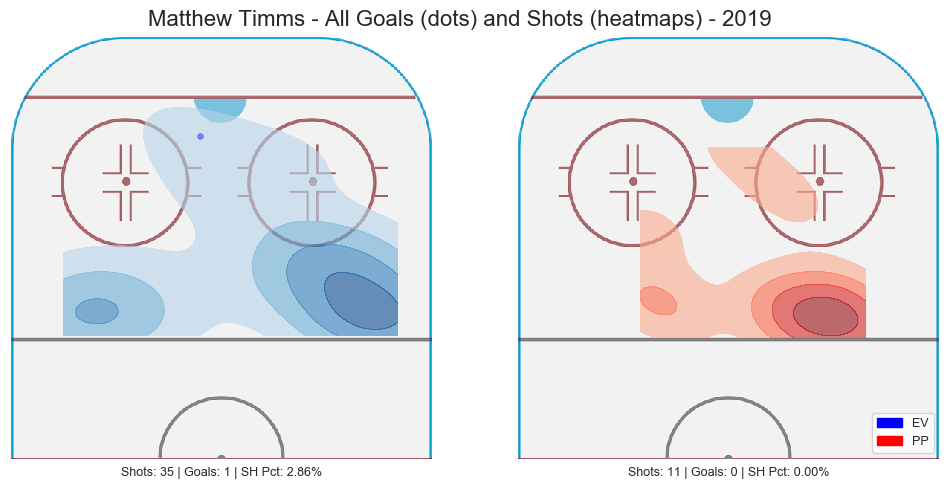 Matthew Timms - All Goals (dots) and Shots (heatmaps) - 2019
EV
PP
Shots: 35 | Goals: 1 | SH Pct: 2.86%
Shots: 11 | Goals: 0 | SH Pct: 0.00%